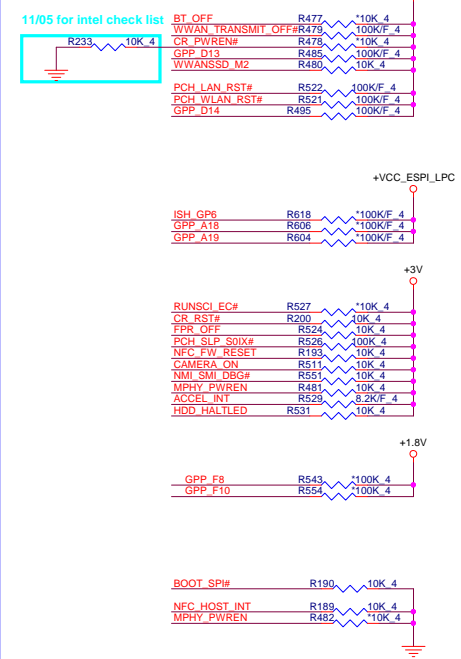 11/05 for intel check list
BT_OFF R477 *10K_4
WWAN_TRANSMIT_OFF# R479 100K/F_4
R233 10K_4 CR_PWREN# R478 *10K_4
GPP_D13 R485 100K/F_4
WWANSSD_M2 R480 10K_4
PCH_LAN_RST# R522 100K/F_4
PCH_WLAN_RST# R521 100K/F_4
GPP_D14 R495 100K/F_4
+VCC_ESPI_LPC
ISH_GP6 R618 *100K/F_4
GPP_A18 R606 *100K/F_4
GPP_A19 R604 *100K/F_4
+3V
RUNSCI_EC# R527 *10K_4
CR_RST# R200 10K_4
FPR_OFF R524 10K_4
PCH_SLP_S0IX# R526 100K_4
NFC_FW_RESET R193 10K_4
CAMERA_ON R511 10K_4
NMI_SMI_DBG# R551 10K_4
MPHY_PWREN R481 10K_4
ACCEL_INT R529 8.2K/F_4
HDD_HALTLED R531 10K_4
+1.8V
GPP_F8 R543 *100K_4
GPP_F10 R554 *100K_4
BOOT_SPI# R190 10K_4
NFC_HOST_INT R189 10K_4
MPHY_PWREN R482 *10K_4